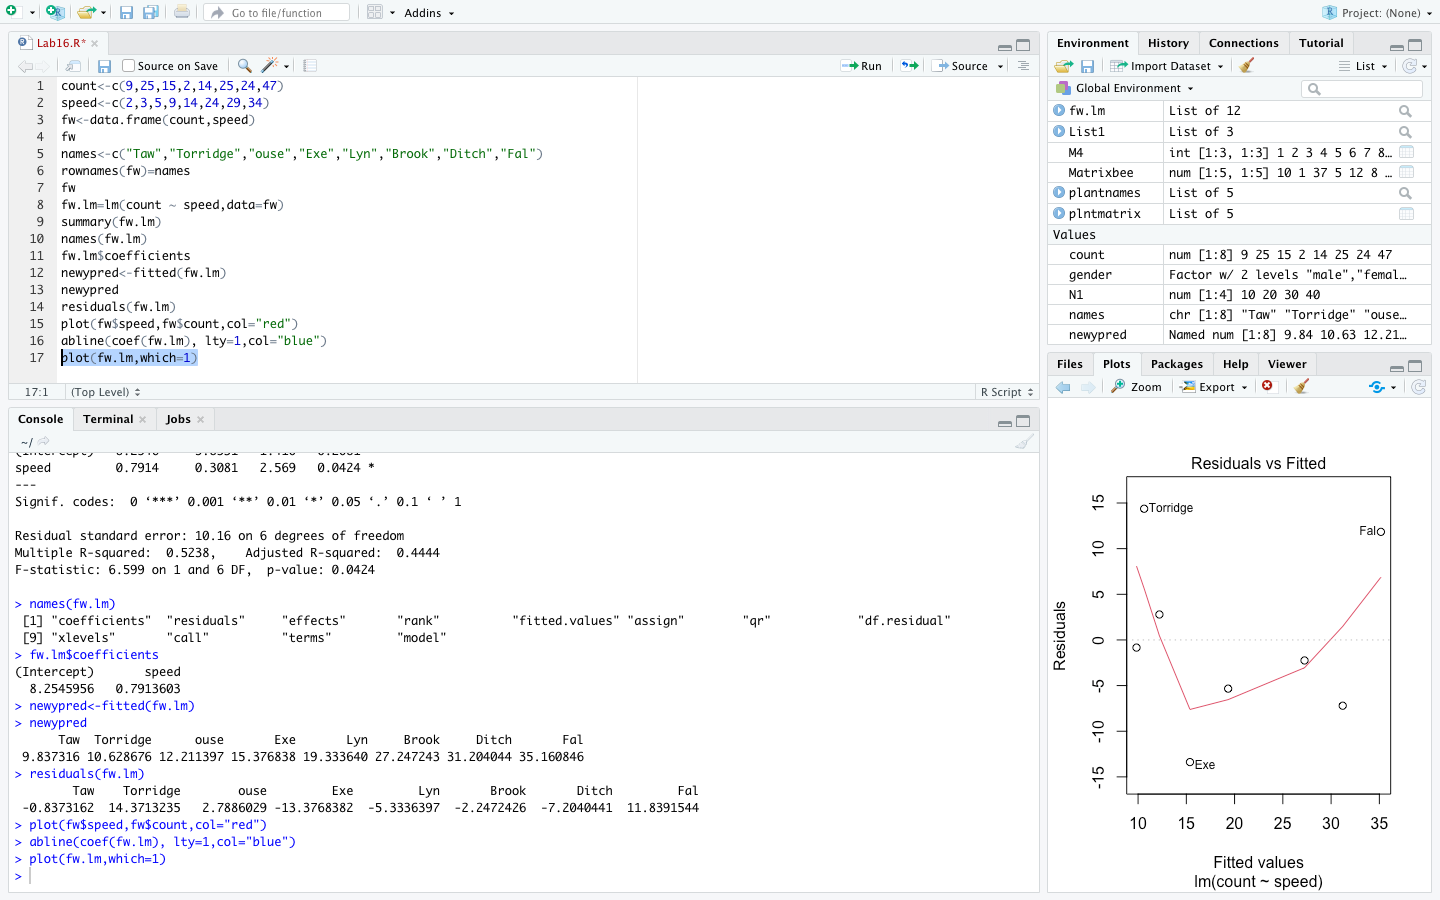 Go to file/function
Addins
Project: (None)
Lab16.R*
Source on Save
Run
Source
1 count<-c(9,25,15,2,14,25,24,47)
2 speed<-c(2,3,5,9,14,24,29,34)
3 fw<-data.frame(count,speed)
4 fw
5 names<-c("Taw","Torridge","ouse","Exe","Lyn","Brook","Ditch","Fal")
6 rownames(fw)=names
7 fw
8 fw.lm=lm(count ~ speed,data=fw)
9 summary(fw.lm)
10 names(fw.lm)
11 fw.lm$coefficients
12 newypred<-fitted(fw.lm)
13 newypred
14 residuals(fw.lm)
15 plot(fw$speed,fw$count,col="red")
16 abline(coef(fw.lm), lty=1,col="blue")
17 plot(fw.lm,which=1)
17:1 (Top Level) R Script
Console Terminal Jobs
~/
speed 0.7914 0.3081 2.569 0.0424 *
---
Signif. codes: 0 ‘***’ 0.001 ‘**’ 0.01 ‘*’ 0.05 ‘.’ 0.1 ‘ ’ 1
Residual standard error: 10.16 on 6 degrees of freedom
Multiple R-squared: 0.5238, Adjusted R-squared: 0.4444
F-statistic: 6.599 on 1 and 6 DF, p-value: 0.0424
> names(fw.lm)
[1] "coefficients" "residuals" "effects" "rank" "fitted.values" "assign" "qr" "df.residual"
[9] "xlevels" "call" "terms" "model"
> fw.lm$coefficients
(Intercept) speed
8.2545956 0.7913603
> newypred<-fitted(fw.lm)
> newypred
Taw Torridge ouse Exe Lyn Brook Ditch Fal
9.837316 10.628676 12.211397 15.376838 19.333640 27.247243 31.204044 35.160846
> residuals(fw.lm)
Taw Torridge ouse Exe Lyn Brook Ditch Fal
-0.8373162 14.3713235 2.7886029 -13.3768382 -5.3336397 -2.2472426 -7.2040441 11.8391544
> plot(fw$speed,fw$count,col="red")
> abline(coef(fw.lm), lty=1,col="blue")
> plot(fw.lm,which=1)
>
Environment History Connections Tutorial
Import Dataset List
Global Environment
fw.lm List of 12
List1 List of 3
M4 int [1:3, 1:3] 1 2 3 4 5 6 7 8…
Matrixbee num [1:5, 1:5] 10 1 37 5 12 8 …
plantnames List of 5
plntmatrix List of 5
Values
count num [1:8] 9 25 15 2 14 25 24 47
gender Factor w/ 2 levels "male","femal…
N1 num [1:4] 10 20 30 40
names chr [1:8] "Taw" "Torridge" "ouse…
newypred Named num [1:8] 9.84 10.63 12.21…
Files Plots Packages Help Viewer
Zoom Export
Residuals vs Fitted
Residuals
15
10
5
0
-5
-10
-15
Torridge
Fal
Exe
10 15 20 25 30 35
Fitted values
lm(count ~ speed)